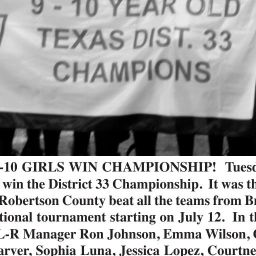 9 - 10 YEAR OLD
TEXAS DIST. 33
CHAMPIONS
-10 GIRLS WIN CHAMPIONSHIP! Tuesd
win the District 33 Championship. It was th
Robertson County beat all the teams from Br
tional tournament starting on July 12. In th
L-R Manager Ron Johnson, Emma Wilson, C
arver, Sophia Luna, Jessica Lopez, Courtne